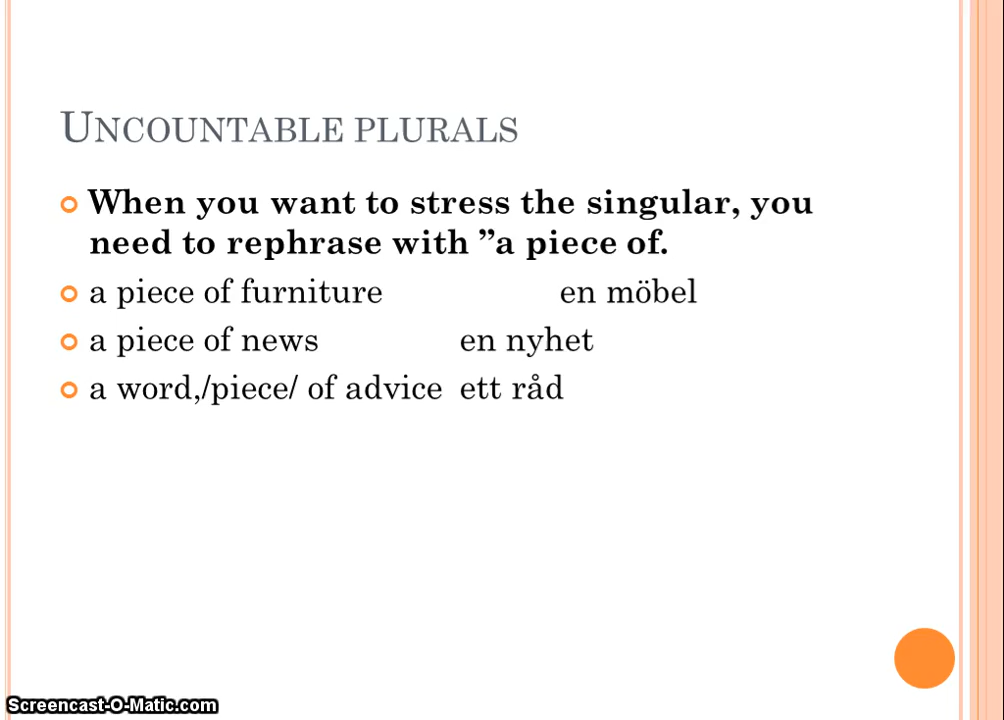 UNCOUNTABLE PLURALS
When you want to stress the singular, you
need to rephrase with ”a piece of.
a piece of furniture en möbel
a piece of news en nyhet
a word,/piece/ of advice ett råd
Screencast-O-Matic.com